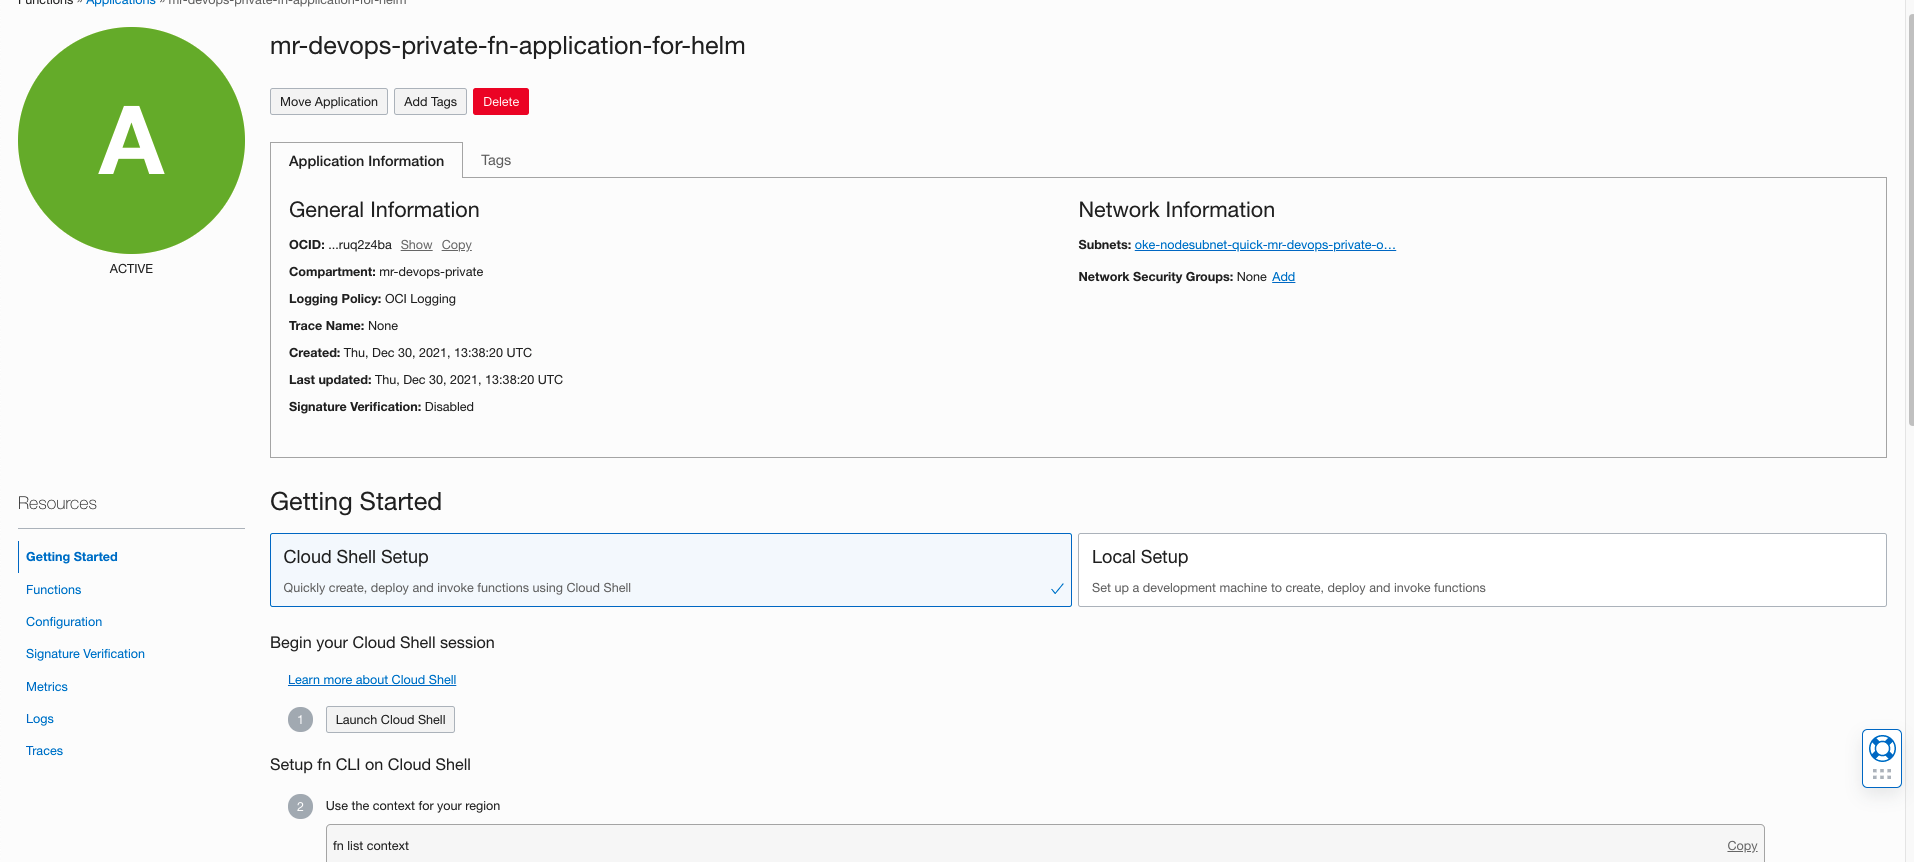 Functions » Applications » mr-devops-private-fn-application-for-helm
A
ACTIVE
mr-devops-private-fn-application-for-helm
Move Application Add Tags Delete
Application Information Tags
General Information
OCID: ...ruq2z4ba Show Copy
Compartment: mr-devops-private
Logging Policy: OCI Logging
Trace Name: None
Created: Thu, Dec 30, 2021, 13:38:20 UTC
Last updated: Thu, Dec 30, 2021, 13:38:20 UTC
Signature Verification: Disabled
Network Information
Subnets: oke-nodesubnet-quick-mr-devops-private-o…
Network Security Groups: None Add
Resources
Getting Started
Functions
Configuration
Signature Verification
Metrics
Logs
Traces
Getting Started
Cloud Shell Setup
Quickly create, deploy and invoke functions using Cloud Shell
Local Setup
Set up a development machine to create, deploy and invoke functions
Begin your Cloud Shell session
Learn more about Cloud Shell
1 Launch Cloud Shell
Setup fn CLI on Cloud Shell
2 Use the context for your region
fn list context Copy